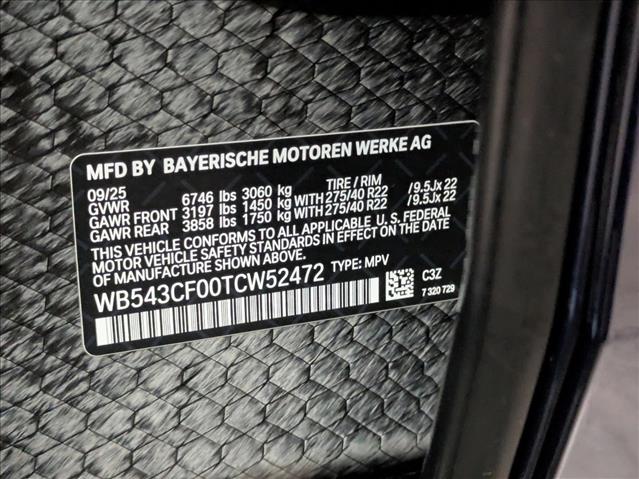 MFD BY BAYERISCHE MOTOREN WERKE AG
09/25 TIRE / RIM
GVWR 6746 lbs 3060 kg
GAWR FRONT 3197 lbs 1450 kg WITH 275/40 R22 /9.5Jx 22
GAWR REAR 3858 lbs 1750 kg WITH 275/40 R22 /9.5Jx 22
THIS VEHICLE CONFORMS TO ALL APPLICABLE U. S. FEDERAL
MOTOR VEHICLE SAFETY STANDARDS IN EFFECT ON THE DATE
OF MANUFACTURE SHOWN ABOVE.
WB543CF00TCW52472 TYPE: MPV
C3Z
7 320 729